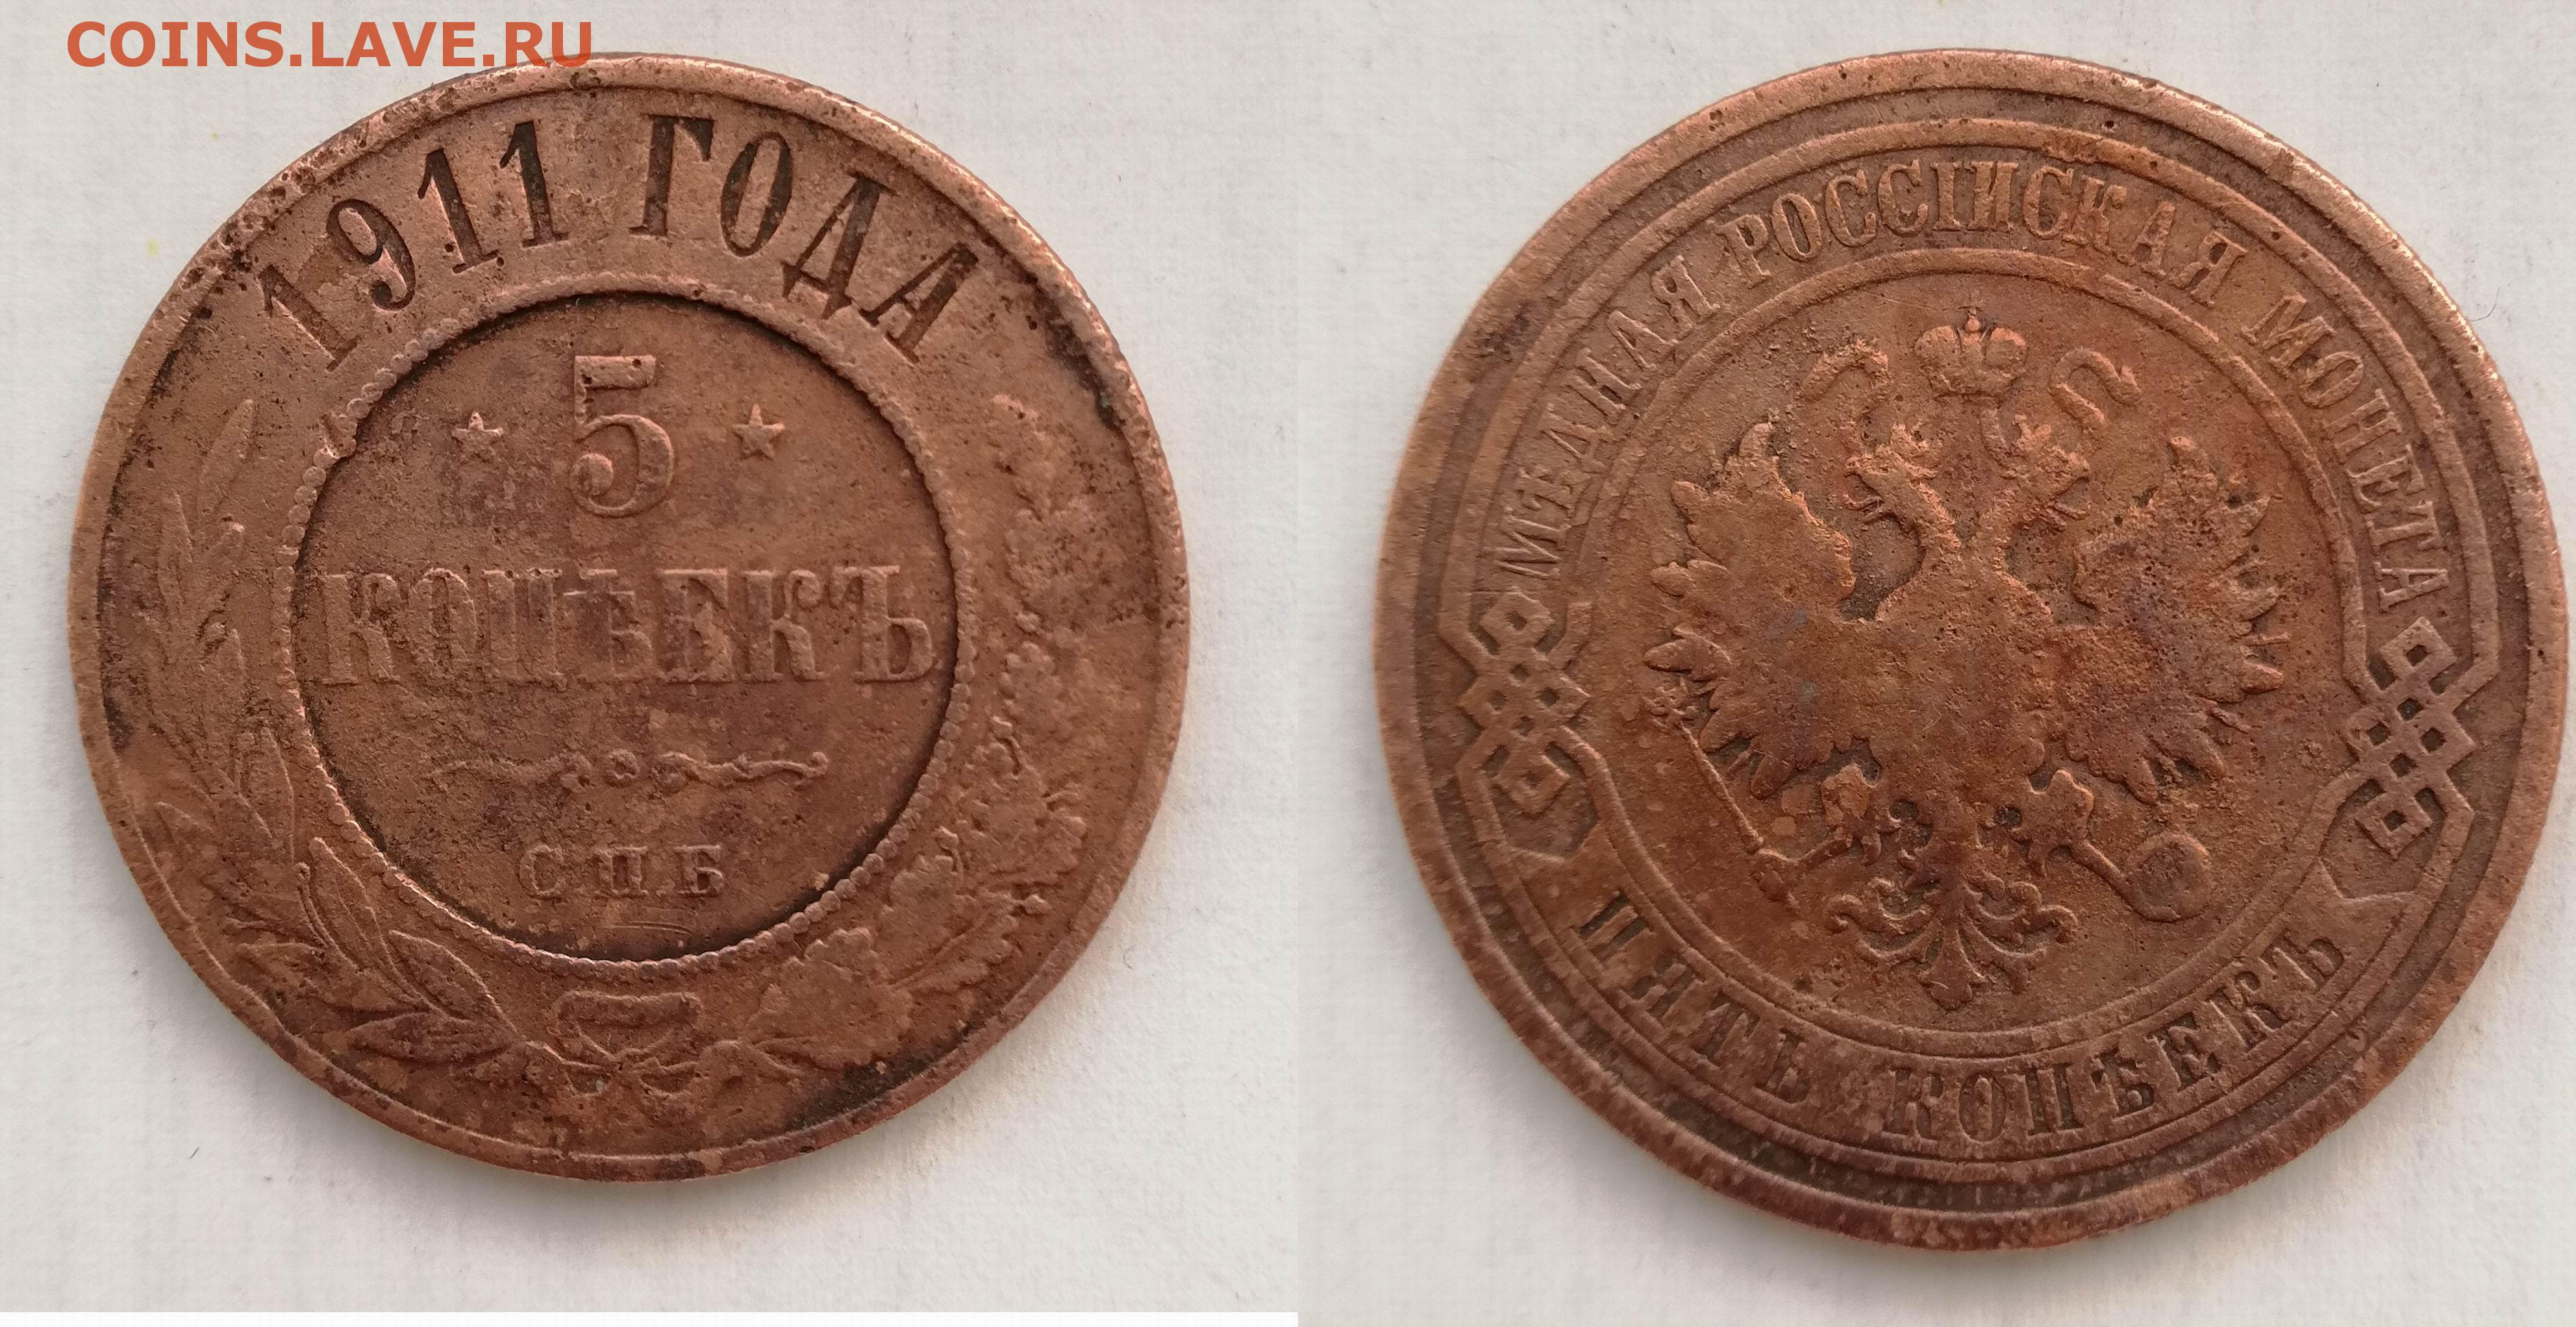 COINS.LAVE.RU
1911 ГОДА
5
КОПѢЕКЪ
С.П.Б
МѢДНАЯ РОССІЙСКАЯ МОНЕТА
ПЯТЬ КОПѢЕКЪ